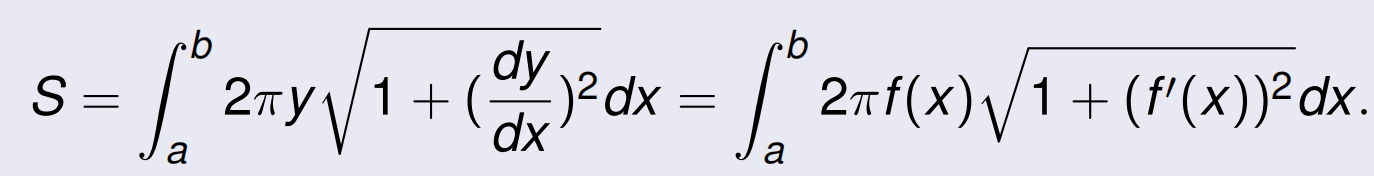 S = ∫_a^b 2πy√(1 + (dy/dx)²) dx = ∫_a^b 2πf(x)√(1 + (f′(x))²) dx.